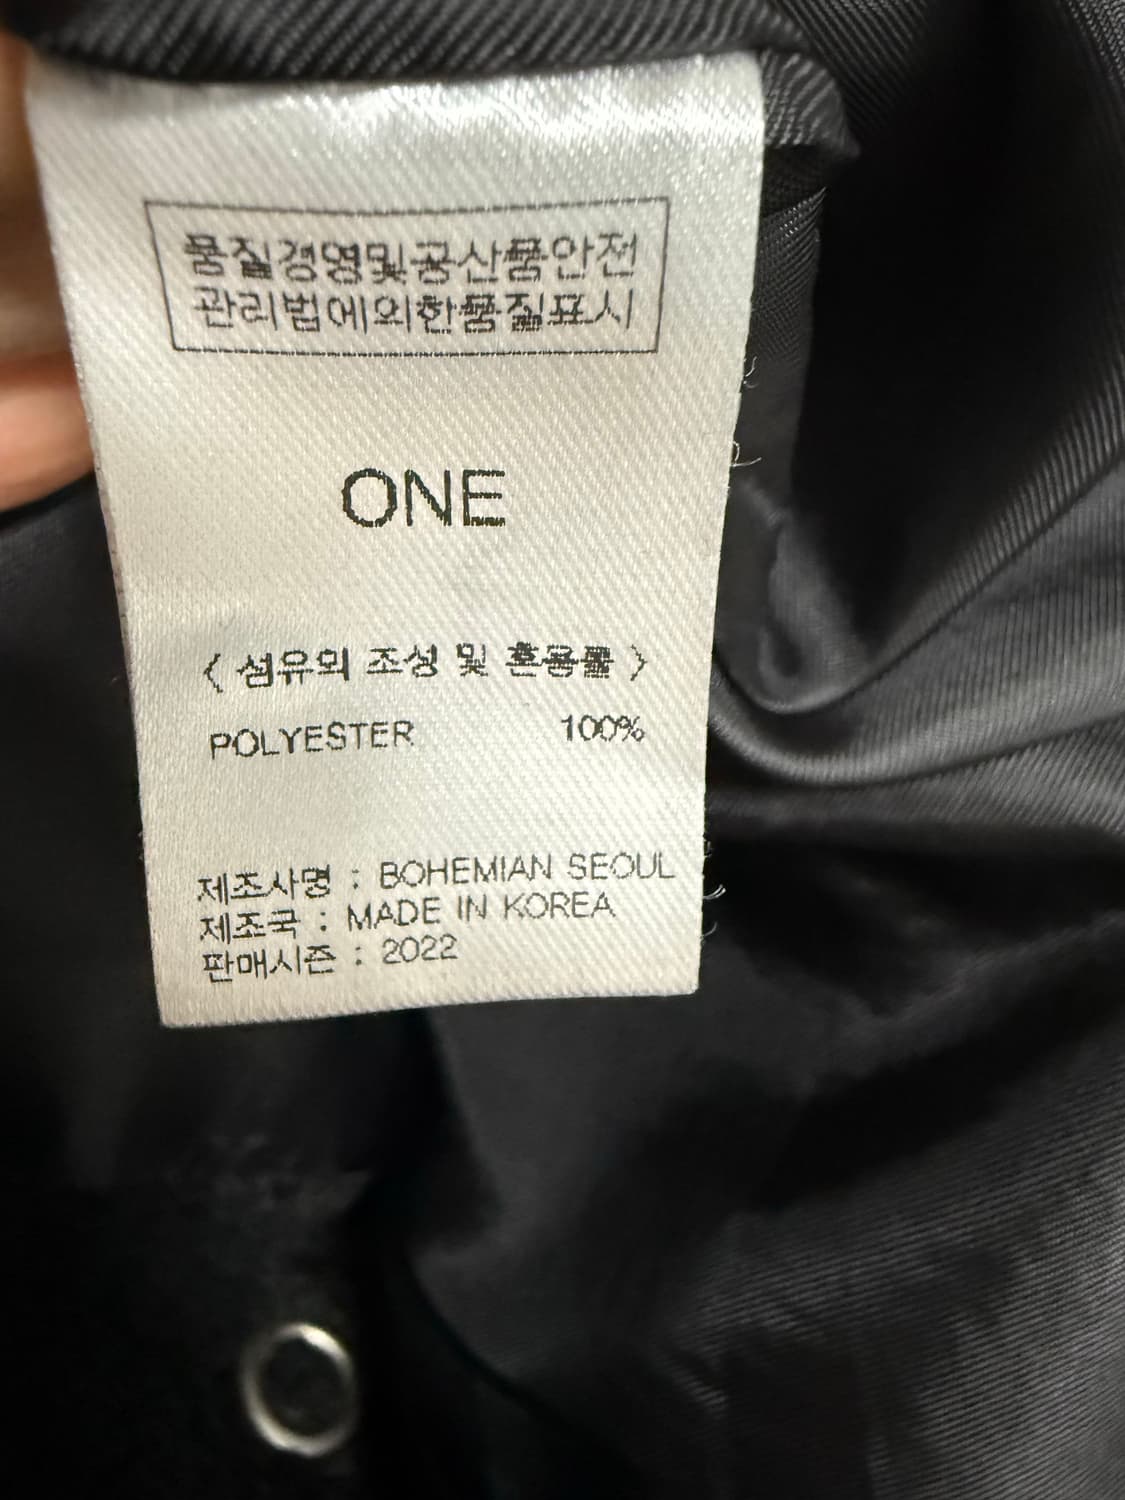 품질경영및공산품안전
관리법에의한품질표시
ONE
< 섬유의 조성 및 혼용률 >
POLYESTER 100%
제조사명 : BOHEMIAN SEOUL
제조국 : MADE IN KOREA
판매시즌 : 2022